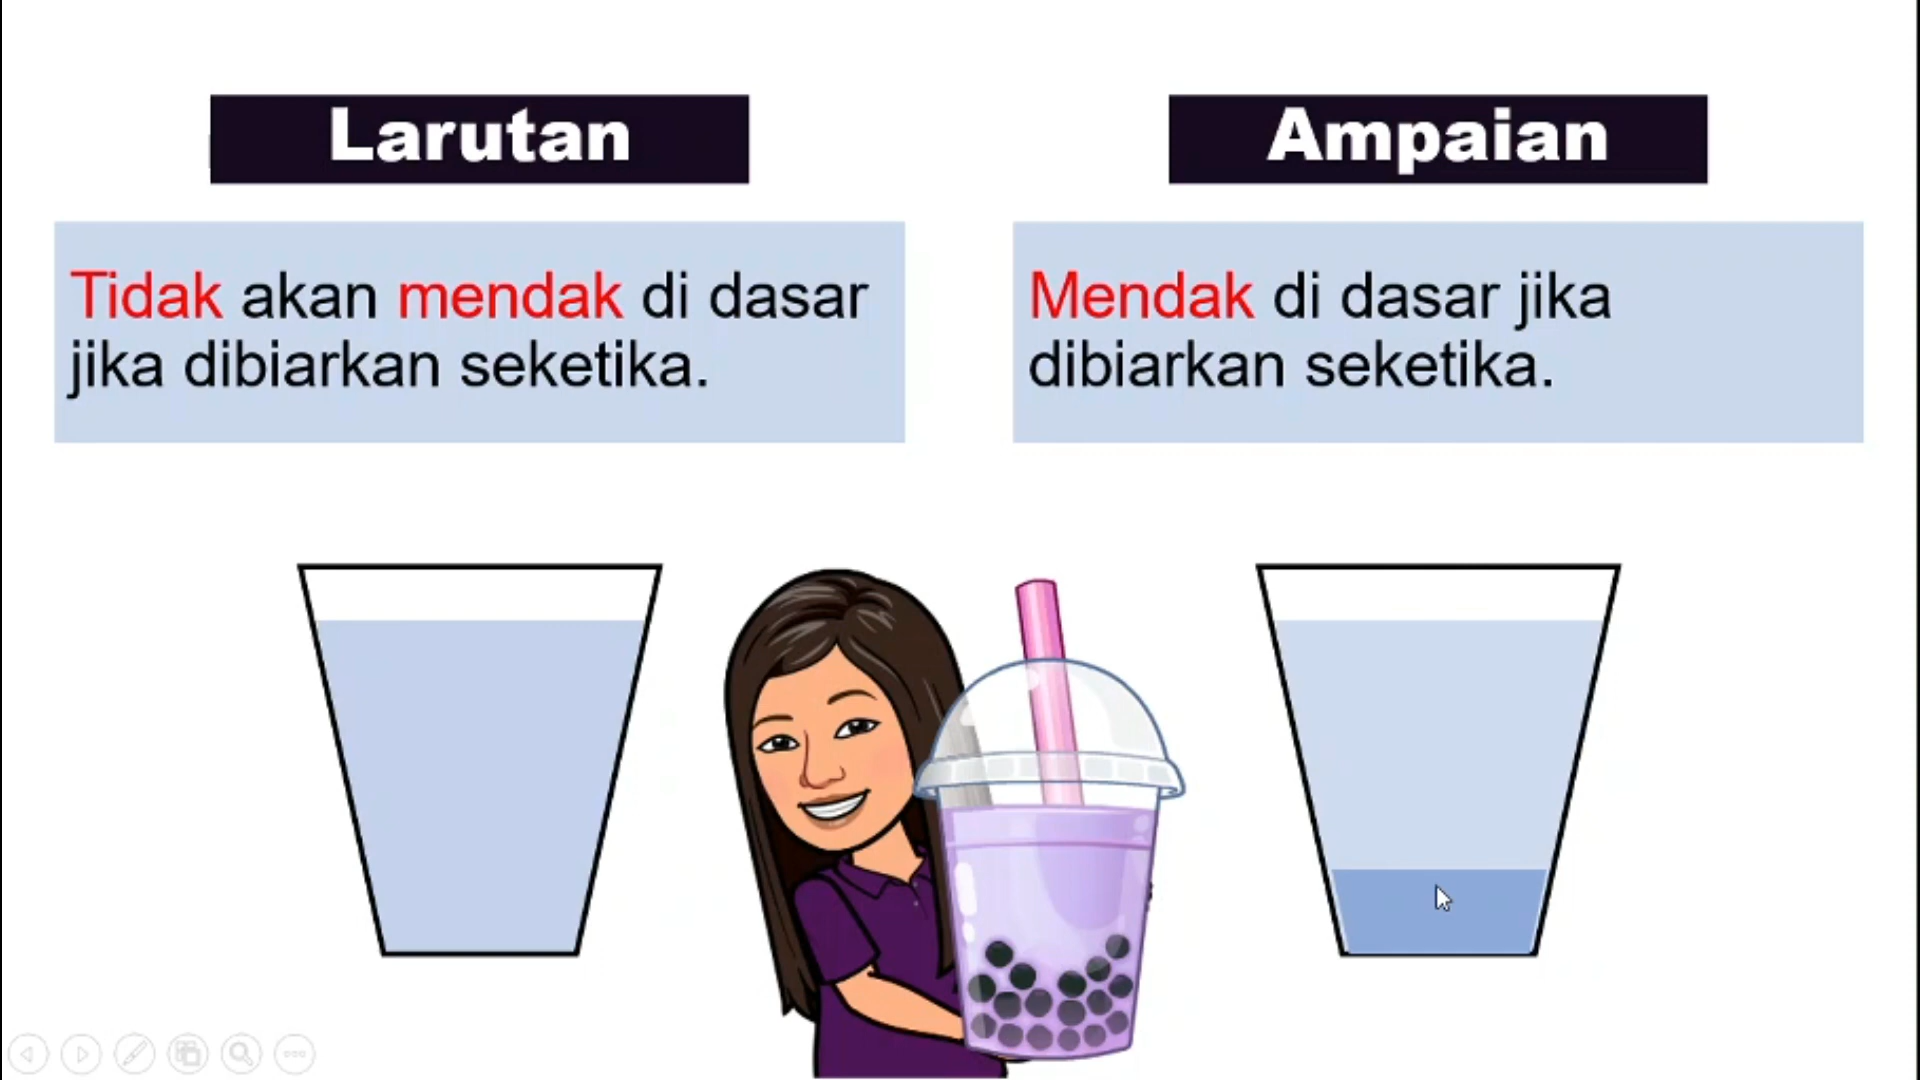 Larutan
Tidak akan mendak di dasar
jika dibiarkan seketika.
Ampaian
Mendak di dasar jika
dibiarkan seketika.